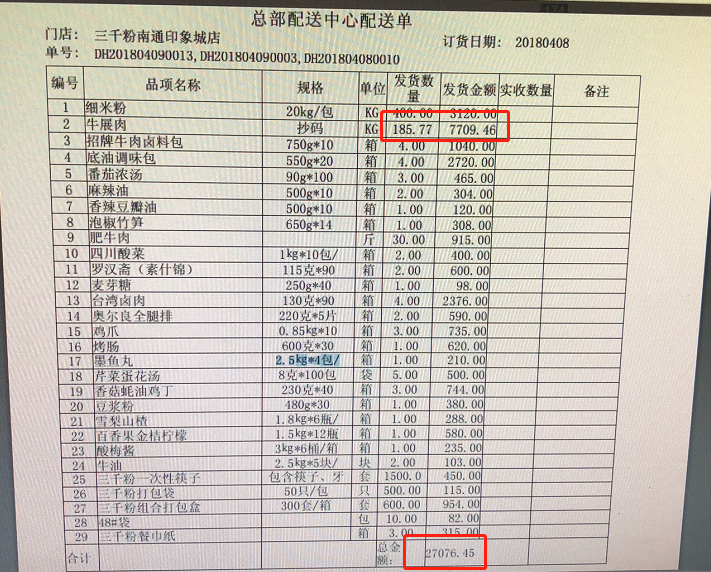 总部配送中心配送单
门店: 三千粉南通印象城店 订货日期: 20180408
单号: DH201804090013,DH201804090003,DH201804080010
编号 品项名称 规格 单位 发货数量 发货金额 实收数量 备注
1 细米粉 20kg/包 KG 400.00 3120.00
2 牛展肉 抄码 KG 185.77 7709.46
3 招牌牛肉卤料包 750g*10 箱 4.00 1040.00
4 底油调味包 550g*20 箱 4.00 2720.00
5 番茄浓汤 90g*100 箱 3.00 465.00
6 麻辣油 500g*10 箱 2.00 304.00
7 香辣豆瓣油 500g*10 箱 1.00 120.00
8 泡椒竹笋 650g*14 箱 1.00 308.00
9 肥牛肉 斤 30.00 915.00
10 四川酸菜 1kg*10包/ 箱 2.00 400.00
11 罗汉斋（素什锦） 115克*90 箱 2.00 600.00
12 麦芽糖 250g*40 箱 1.00 98.00
13 台湾卤肉 130克*90 箱 4.00 2376.00
14 奥尔良全腿排 220克*5片 箱 2.00 590.00
15 鸡爪 0.85kg*10 箱 3.00 735.00
16 烤肠 600克*30 箱 1.00 620.00
17 墨鱼丸 2.5kg*4包/ 箱 1.00 210.00
18 芹菜蛋花汤 8克*100包 袋 5.00 500.00
19 香菇蚝油鸡丁 230克*40 箱 3.00 744.00
20 豆浆粉 480g*30 箱 1.00 380.00
21 雪梨山楂 1.8kg*6瓶/ 箱 1.00 288.00
22 百香果金桔柠檬 1.5kg*12瓶 箱 1.00 580.00
23 酸梅酱 3kg*6桶/箱 箱 1.00 235.00
24 牛油 2.5kg*5块/ 块 2.00 103.00
25 三千粉一次性筷子 包含筷子、牙 套 1500.0 450.00
26 三千粉打包袋 50只/包 只 500.00 115.00
27 三千粉组合打包盒 300套/箱 套 600.00 954.00
28 48#袋 包 10.00 82.00
29 三千粉餐巾纸 箱 3.00 315.00
合计 总金额: 27076.45